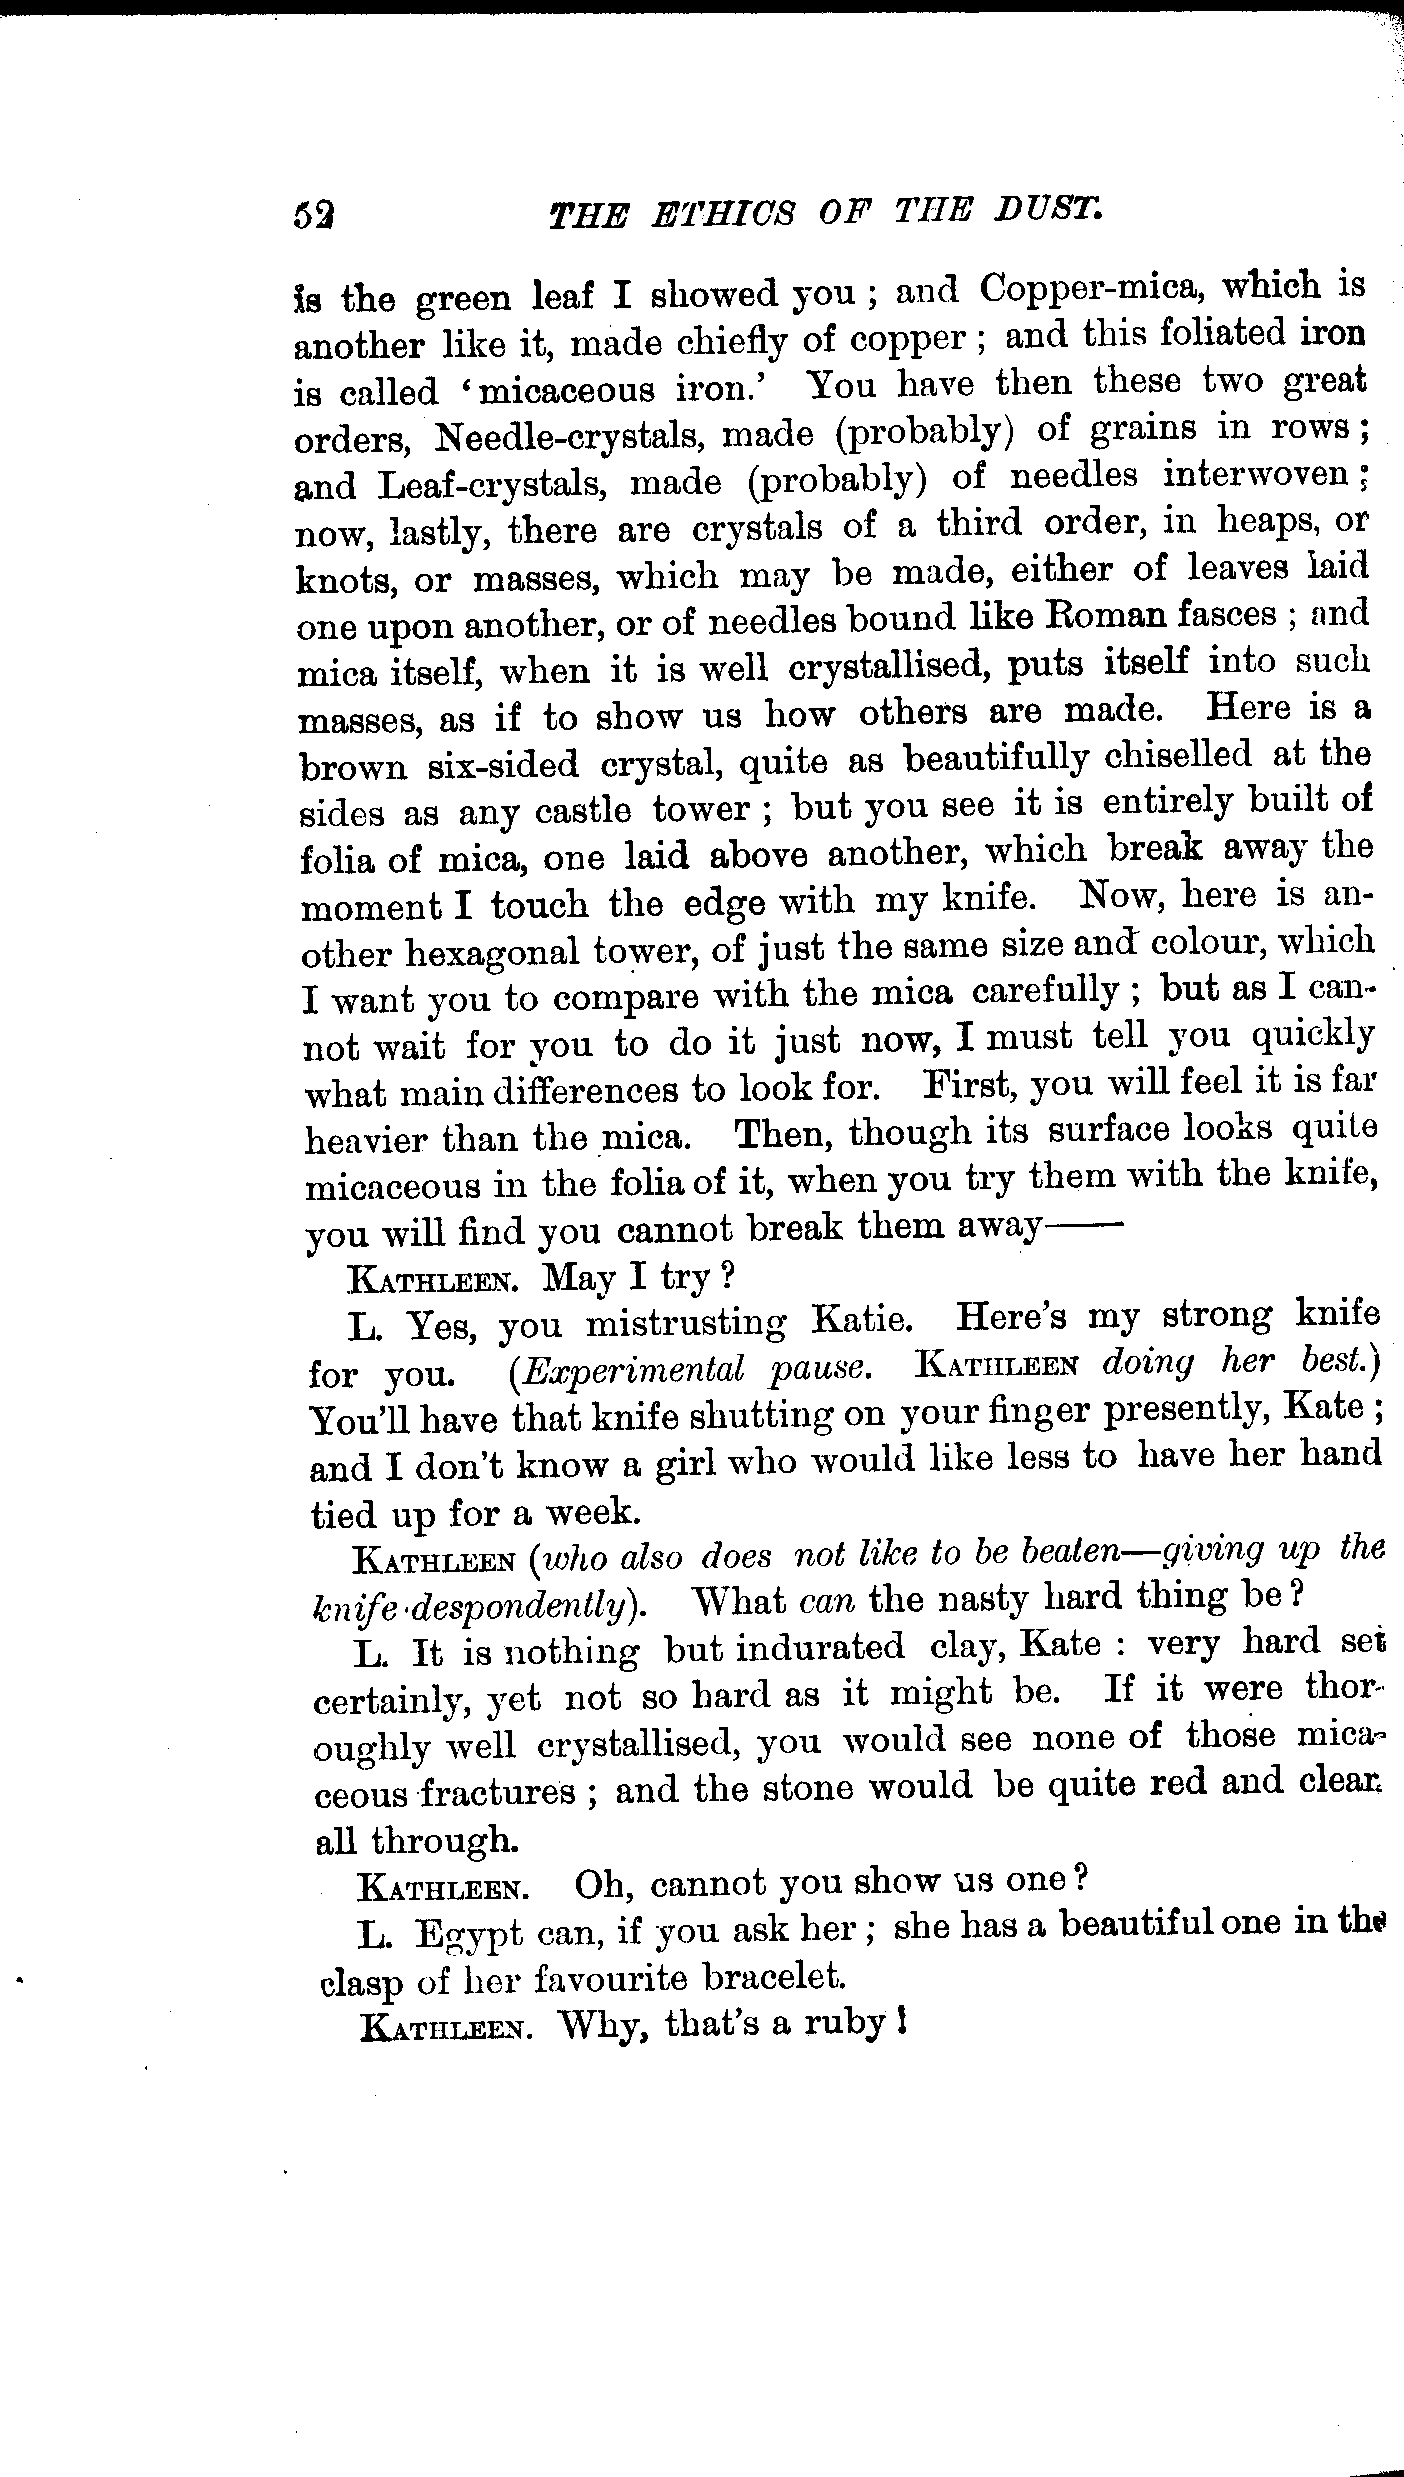 52 THE ETHICS OF THE DUST.
is the green leaf I showed you ; and Copper-mica, which is
another like it, made chiefly of copper ; and this foliated iron
is called ‘micaceous iron.’ You have then these two great
orders, Needle-crystals, made (probably) of grains in rows ;
and Leaf-crystals, made (probably) of needles interwoven ;
now, lastly, there are crystals of a third order, in heaps, or
knots, or masses, which may be made, either of leaves laid
one upon another, or of needles bound like Roman fasces ; and
mica itself, when it is well crystallised, puts itself into such
masses, as if to show us how others are made. Here is a
brown six-sided crystal, quite as beautifully chiselled at the
sides as any castle tower ; but you see it is entirely built of
folia of mica, one laid above another, which break away the
moment I touch the edge with my knife. Now, here is an-
other hexagonal tower, of just the same size and colour, which
I want you to compare with the mica carefully ; but as I can-
not wait for you to do it just now, I must tell you quickly
what main differences to look for. First, you will feel it is far
heavier than the mica. Then, though its surface looks quite
micaceous in the folia of it, when you try them with the knife,
you will find you cannot break them away——
KATHLEEN. May I try ?
L. Yes, you mistrusting Katie. Here's my strong knife
for you. (Experimental pause. KATHLEEN doing her best.)
You'll have that knife shutting on your finger presently, Kate ;
and I don't know a girl who would like less to have her hand
tied up for a week.
KATHLEEN (who also does not like to be beaten—giving up the
knife despondently). What can the nasty hard thing be ?
L. It is nothing but indurated clay, Kate : very hard set
certainly, yet not so hard as it might be. If it were thor-
oughly well crystallised, you would see none of those mica-
ceous fractures ; and the stone would be quite red and clear
all through.
KATHLEEN. Oh, cannot you show us one ?
L. Egypt can, if you ask her ; she has a beautiful one in the
clasp of her favourite bracelet.
KATHLEEN. Why, that's a ruby !